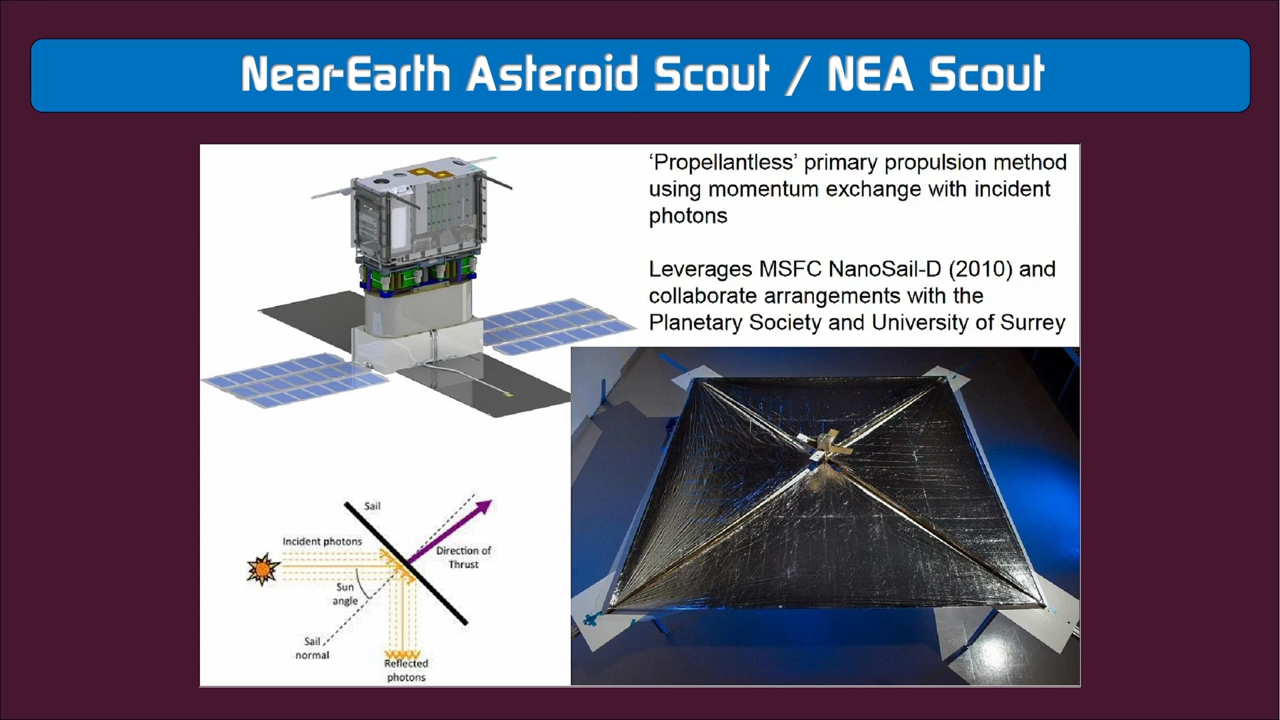 Near-Earth Asteroid Scout / NEA Scout
‘Propellantless’ primary propulsion method
using momentum exchange with incident
photons
Leverages MSFC NanoSail-D (2010) and
collaborate arrangements with the
Planetary Society and University of Surrey
Sail
Incident photons
Direction of
Thrust
Sun
angle
Sail
normal
Reflected
photons